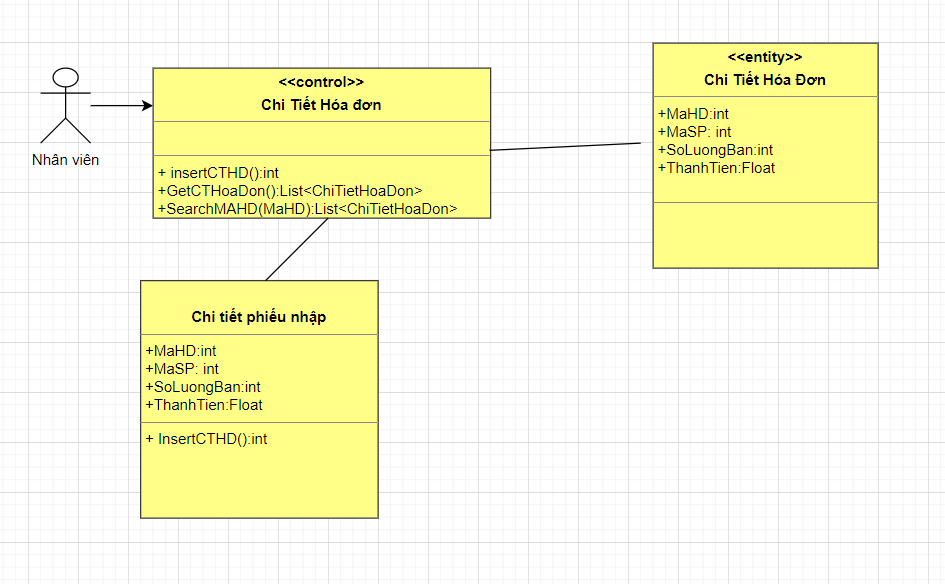 Nhân viên
<<control>>
Chi Tiết Hóa đơn
+ insertCTHD():int
+GetCTHoaDon():List<ChiTietHoaDon>
+SearchMAHD(MaHD):List<ChiTietHoaDon>
<<entity>>
Chi Tiết Hóa Đơn
+MaHD:int
+MaSP: int
+SoLuongBan:int
+ThanhTien:Float
Chi tiết phiếu nhập
+MaHD:int
+MaSP: int
+SoLuongBan:int
+ThanhTien:Float
+ InsertCTHD():int